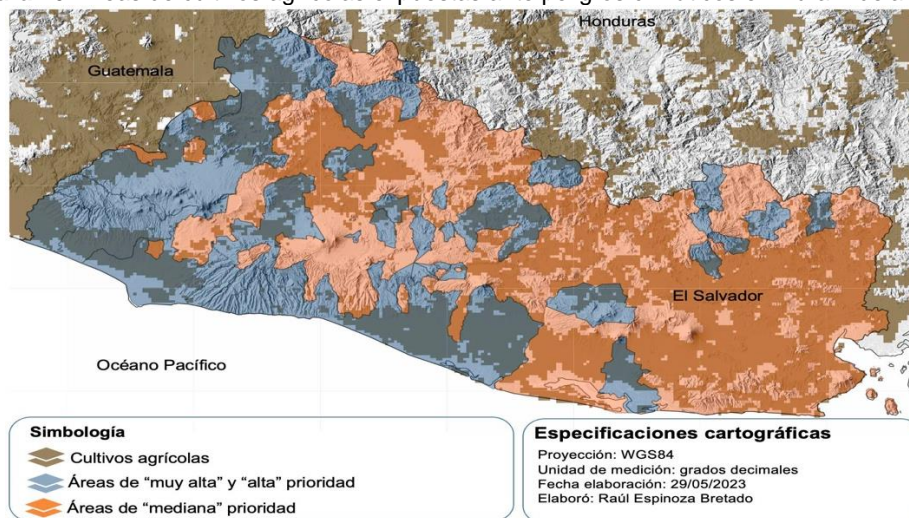 Honduras
Guatemala
El Salvador
Océano Pacífico
Simbología
Cultivos agrícolas
Áreas de “muy alta” y “alta” prioridad
Áreas de “mediana” prioridad
Especificaciones cartográficas
Proyección: WGS84
Unidad de medición: grados decimales
Fecha elaboración: 29/05/2023
Elaboró: Raúl Espinoza Bretado